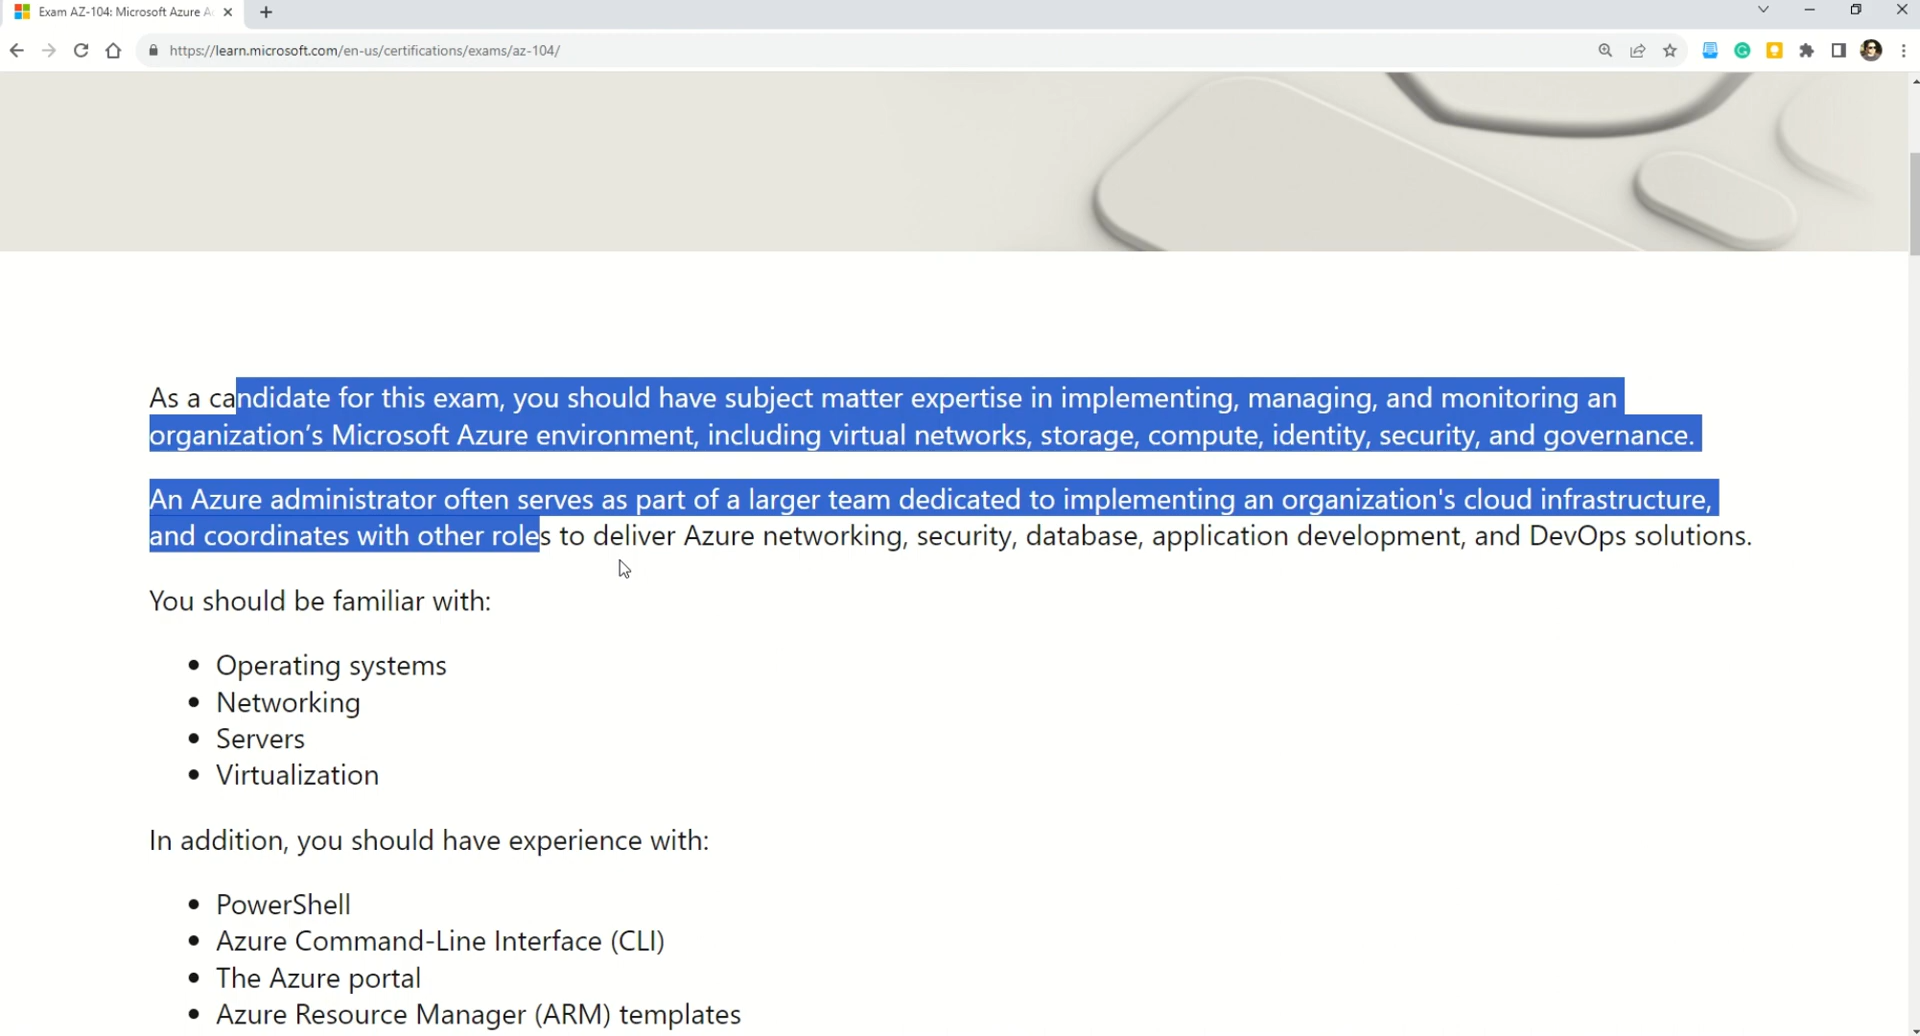 Exam AZ-104: Microsoft Azure A
https://learn.microsoft.com/en-us/certifications/exams/az-104/
As a candidate for this exam, you should have subject matter expertise in implementing, managing, and monitoring an
organization’s Microsoft Azure environment, including virtual networks, storage, compute, identity, security, and governance.
An Azure administrator often serves as part of a larger team dedicated to implementing an organization's cloud infrastructure,
and coordinates with other roles to deliver Azure networking, security, database, application development, and DevOps solutions.
You should be familiar with:
• Operating systems
• Networking
• Servers
• Virtualization
In addition, you should have experience with:
• PowerShell
• Azure Command-Line Interface (CLI)
• The Azure portal
• Azure Resource Manager (ARM) templates